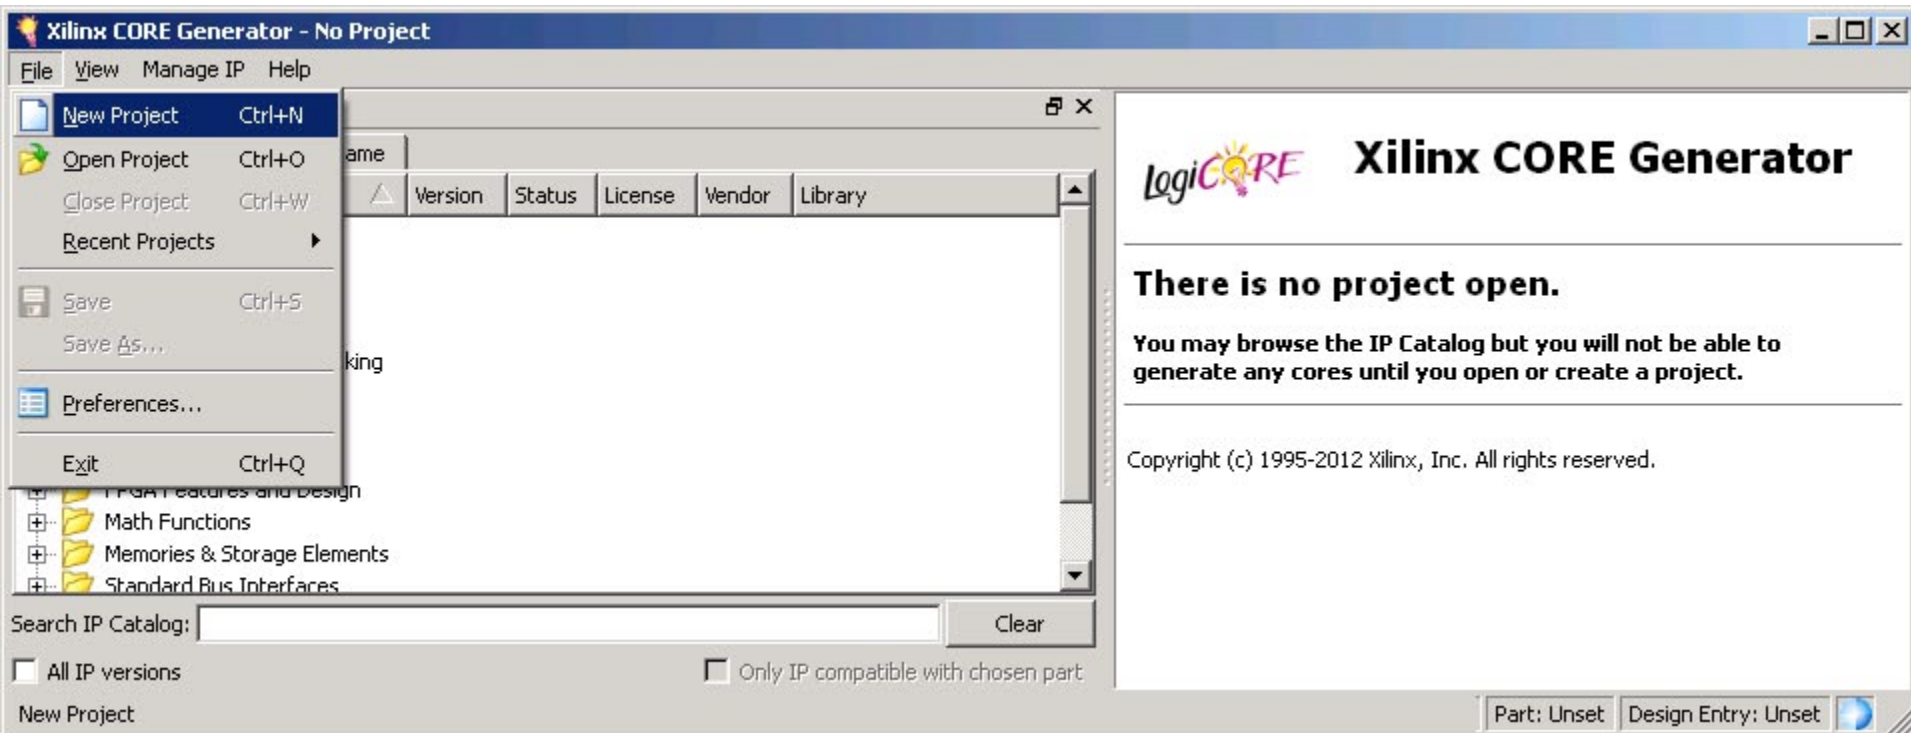 Xilinx CORE Generator - No Project
File View Manage IP Help
New Project Ctrl+N
Open Project Ctrl+O
Close Project Ctrl+W
Recent Projects
Save Ctrl+S
Save As...
Preferences...
Exit Ctrl+Q
ame
Version Status License Vendor Library
king
FPGA Features and Design
Math Functions
Memories & Storage Elements
Standard Bus Interfaces
Search IP Catalog: Clear
All IP versions Only IP compatible with chosen part
LogiCORE Xilinx CORE Generator
There is no project open.
You may browse the IP Catalog but you will not be able to
generate any cores until you open or create a project.
Copyright (c) 1995-2012 Xilinx, Inc. All rights reserved.
New Project Part: Unset Design Entry: Unset